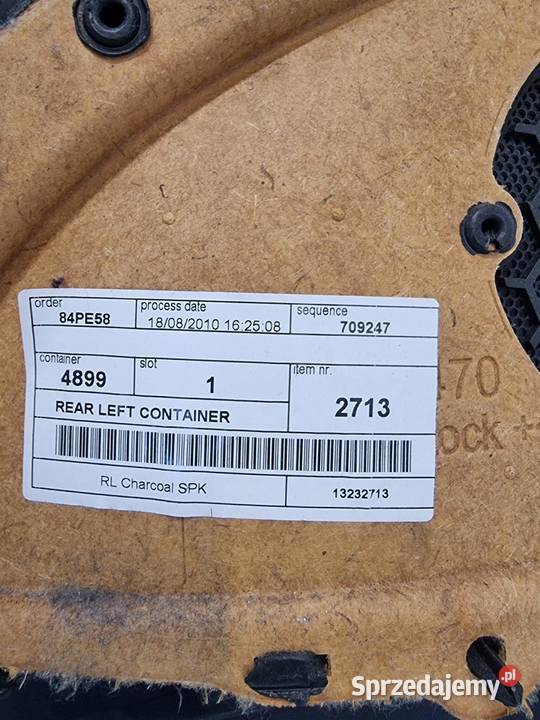 order
84PE58
process date
18/08/2010 16:25:08
sequence
709247
container
4899
slot
1
item nr.
2713
REAR LEFT CONTAINER
RL Charcoal SPK
13232713
70
ock +
Sprzedajemy.pl